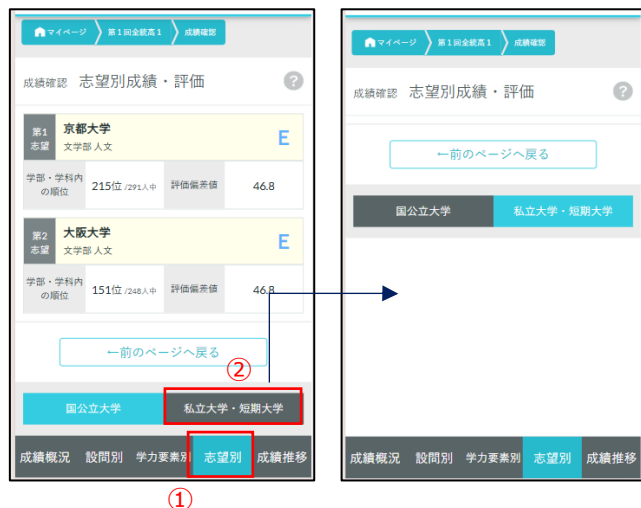 マイページ 第1回全統高1 成績確認
成績確認 志望別成績・評価 ?
第1志望 京都大学 文学部 人文 E
学部・学科内の順位 215位 /291人中 評価偏差値 46.8
第2志望 大阪大学 文学部 人文 E
学部・学科内の順位 151位 /248人中 評価偏差値 46.8
←前のページへ戻る
②
国公立大学 私立大学・短期大学
成績概況 設問別 学力要素別 志望別 成績推移
①
マイページ 第1回全統高1 成績確認
成績確認 志望別成績・評価 ?
←前のページへ戻る
国公立大学 私立大学・短期大学
成績概況 設問別 学力要素別 志望別 成績推移